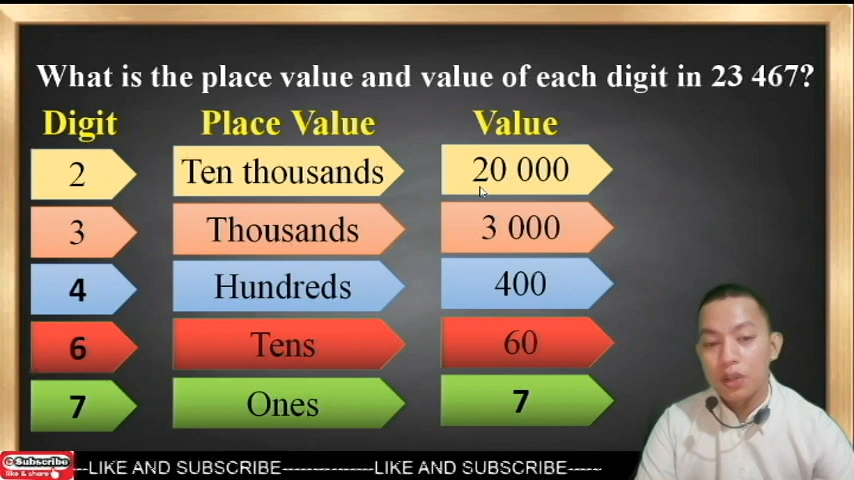 What is the place value and value of each digit in 23 467?
Digit Place Value Value
2 Ten thousands 20 000
3 Thousands 3 000
4 Hundreds 400
6 Tens 60
7 Ones 7
Subscribe
like & share
--LIKE AND SUBSCRIBE---------------LIKE AND SUBSCRIBE-----